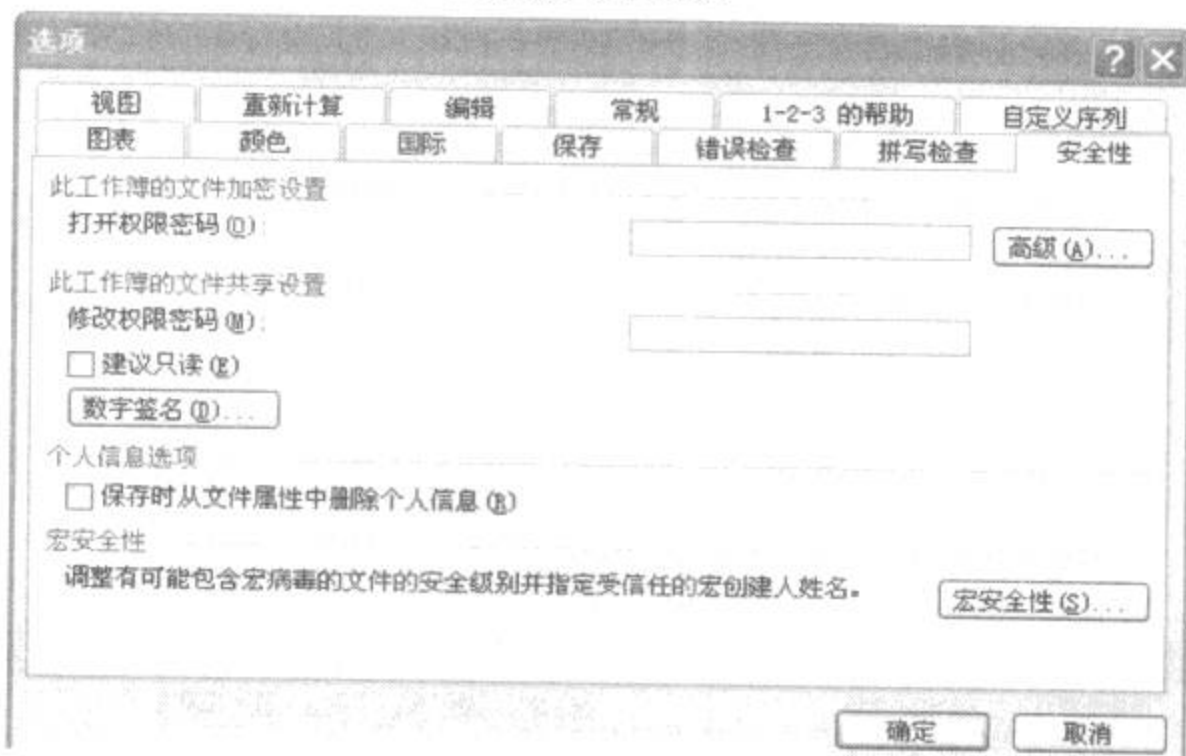 选项
视图 重新计算 编辑 常规 1-2-3 的帮助 自定义序列
图表 颜色 国际 保存 错误检查 拼写检查 安全性
此工作簿的文件加密设置
打开权限密码(O):
高级(A)...
此工作簿的文件共享设置
修改权限密码(M):
建议只读(E)
数字签名(D)...
个人信息选项
保存时从文件属性中删除个人信息(R)
宏安全性
调整有可能包含宏病毒的文件的安全级别并指定受信任的宏创建人姓名。
宏安全性(S)...
确定 取消